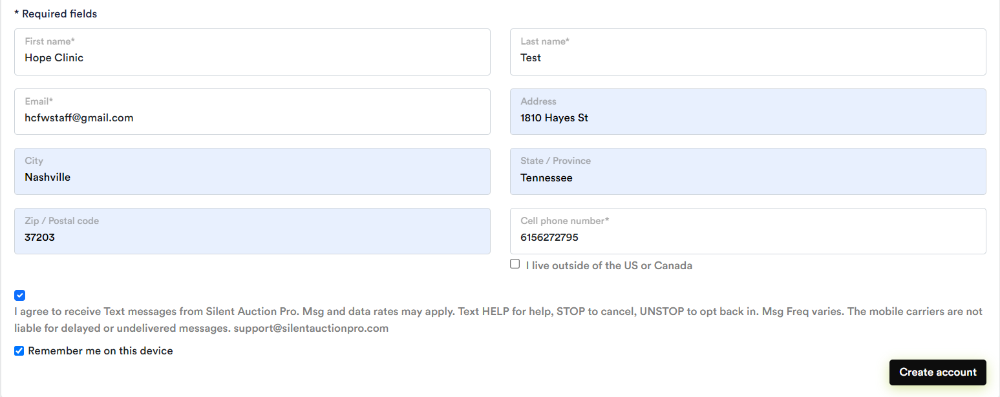 * Required fields
First name*
Hope Clinic
Last name*
Test
Email*
hcfwstaff@gmail.com
Address
1810 Hayes St
City
Nashville
State / Province
Tennessee
Zip / Postal code
37203
Cell phone number*
6156272795
I live outside of the US or Canada
I agree to receive Text messages from Silent Auction Pro. Msg and data rates may apply. Text HELP for help, STOP to cancel, UNSTOP to opt back in. Msg Freq varies. The mobile carriers are not
liable for delayed or undelivered messages. support@silentauctionpro.com
Remember me on this device
Create account